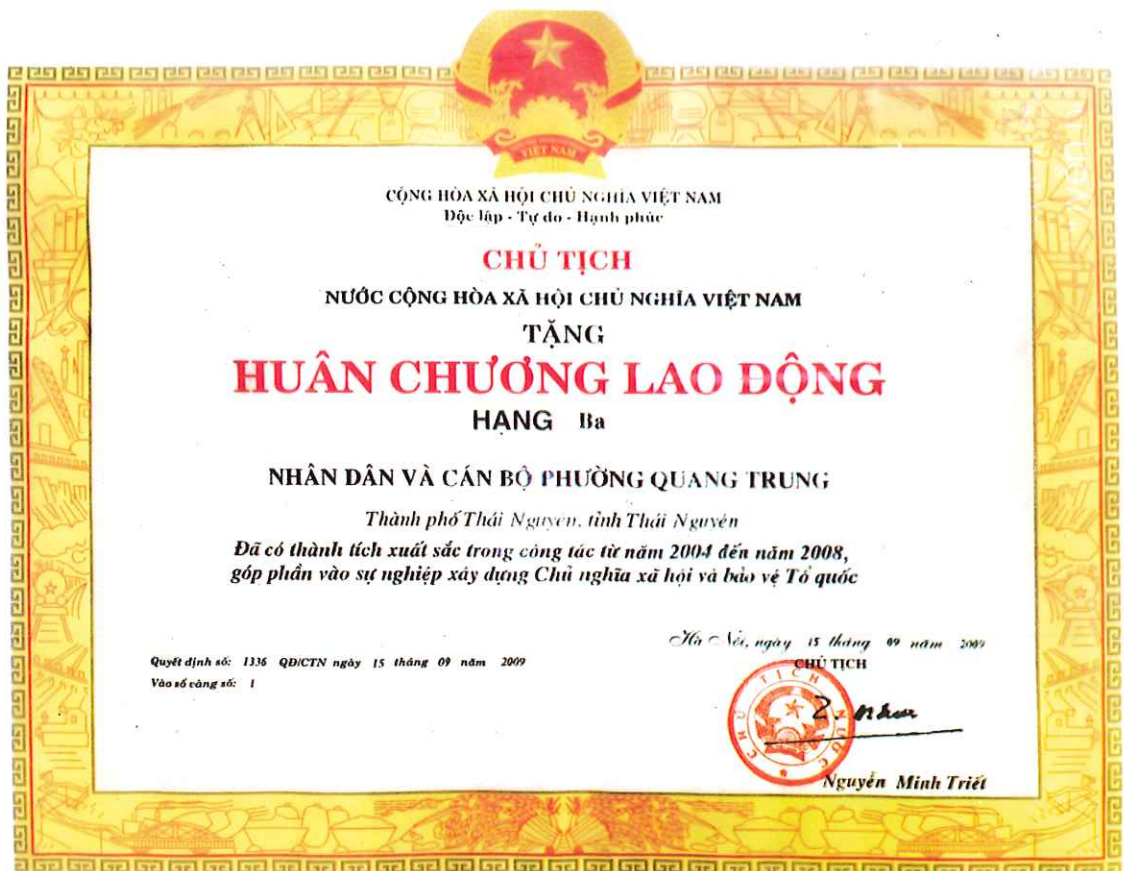 VIỆT NAM
CỘNG HÒA XÃ HỘI CHỦ NGHĨA VIỆT NAM
Độc lập - Tự do - Hạnh phúc
CHỦ TỊCH
NƯỚC CỘNG HÒA XÃ HỘI CHỦ NGHĨA VIỆT NAM
TẶNG
HUÂN CHƯƠNG LAO ĐỘNG
HẠNG Ba
NHÂN DÂN VÀ CÁN BỘ PHƯỜNG QUANG TRUNG
Thành phố Thái Nguyên, tỉnh Thái Nguyên
Đã có thành tích xuất sắc trong công tác từ năm 2004 đến năm 2008,
góp phần vào sự nghiệp xây dựng Chủ nghĩa xã hội và bảo vệ Tổ quốc
Hà Nội, ngày 15 tháng 09 năm 2009
Quyết định số: 1336 QĐ/CTN ngày 15 tháng 09 năm 2009
Vào sổ vàng số: 1
CHỦ TỊCH
CHỦ TỊCH NƯỚC
Nguyễn Minh Triết